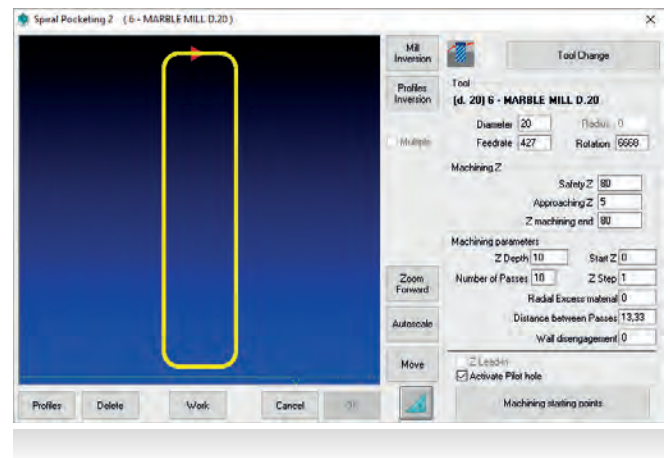 Spiral Pocketing Z (6 - MARBLE MILL D.20)
Mill
Inversion
Profiles
Inversion
Multiple
Zoom
Forward
Autoscale
Move
Tool Change
Tool
(d. 20) 6 - MARBLE MILL D.20
Diameter 20 Radius 0
Feedrate 427 Rotation 6668
Machining Z
Safety Z 80
Approaching Z 5
Z machining end 80
Machining parameters
Z Depth 10 Start Z 0
Number of Passes 10 Z Step 1
Radial Excess material 0
Distance between Passes 13,33
Wall disengagement 0
Z Lead-in
Activate Pilot hole
Machining starting points
Profiles Delete Work Cancel